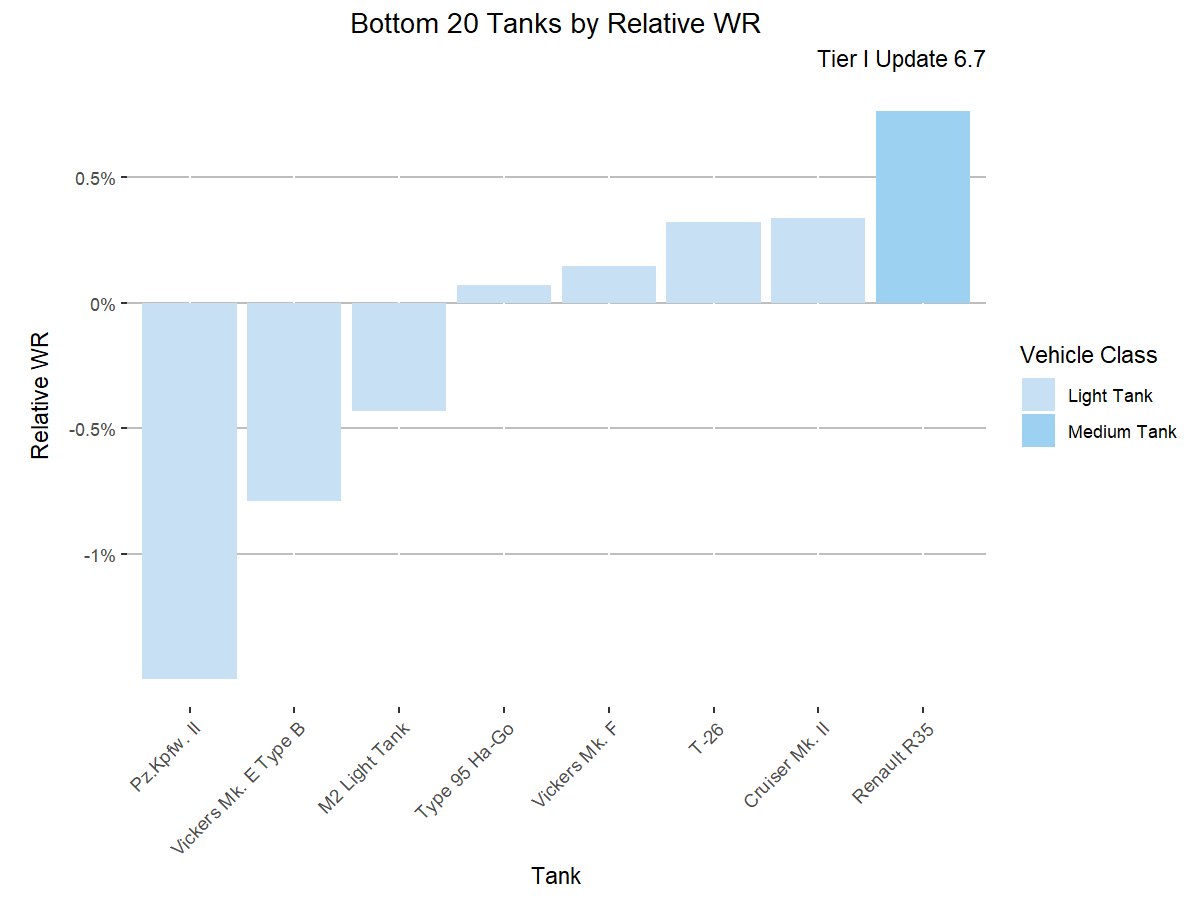 Bottom 20 Tanks by Relative WR
Tier I Update 6.7
0.5%
0%
-0.5%
-1%
Relative WR
Pz.Kpfw. II
Vickers Mk. E Type B
M2 Light Tank
Type 95 Ha-Go
Vickers Mk. F
T-26
Cruiser Mk. II
Renault R35
Tank
Vehicle Class
Light Tank
Medium Tank